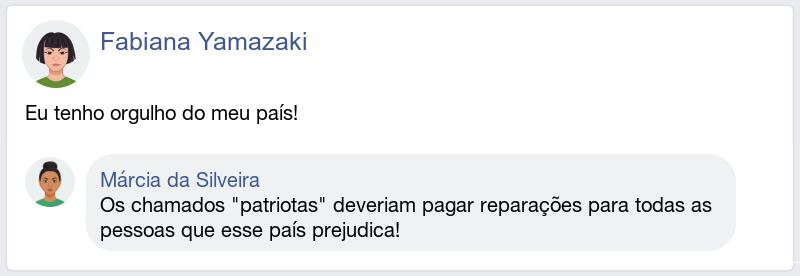 Fabiana Yamazaki
Eu tenho orgulho do meu país!
Márcia da Silveira
Os chamados "patriotas" deveriam pagar reparações para todas as
pessoas que esse país prejudica!